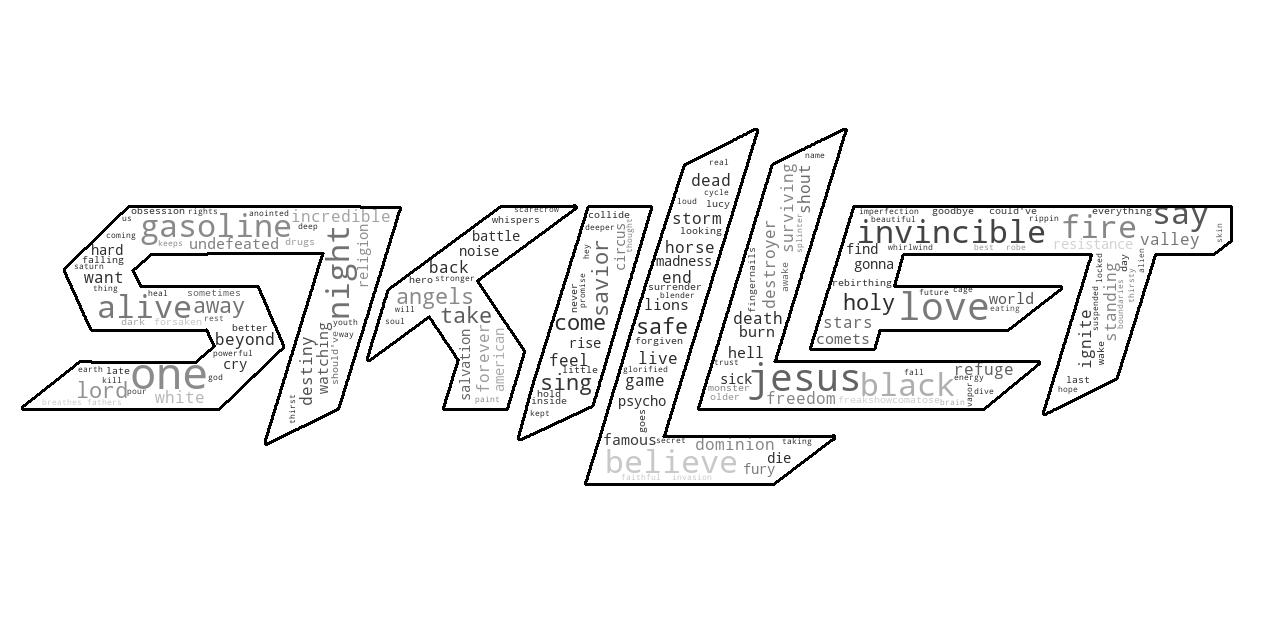 SKILLET
obsession rights
us
gasoline anointed
incredible
coming
keeps undefeated drugs deep
hard
falling
saturn
want
thing
heal sometimes
alive away
dark forsaken rest
better
beyond
powerful
cry
god
earth late
kill
lord one
pour white
breathes fathers
night
religion
youth
way
should've
watching
destiny
thirst
scarecrow
whispers
battle
noise
back
hero stronger
angels
will take
soul
salvation
forever
american
paint
collide
deeper
thought
circus
hey
savior
promise
never
come
rise
feel
little
sing
hold
inside
kept
real
dead
cycle
loud lucy
storm
looking
horse
madness
end
surrender
blender
lions
safe
forgiven
live
glorified
game
psycho
goes
famous secret dominion taking
believe die
fury
faithful invasion
name
shout
surviving
splinter
destroyer
awake
fingernails
death
burn
hell
trust
sick
monster
older
jesus black
freedom freakshow comatose
fall
refuge
energy
vapor dive
brain
imperfection goodbye could've everything say
beautiful rippin
invincible fire
whirlwind best robe resistance valley
skin
find
gonna
rebirthing
holy
stars
comets
future cage
love world
eating
alien
day
locked
thirsty
standing
boundaries
suspended
ignite
wake
last
hope